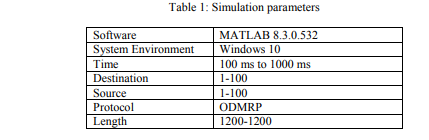 Table 1: Simulation parameters
Software MATLAB 8.3.0.532
System Environment Windows 10
Time 100 ms to 1000 ms
Destination 1-100
Source 1-100
Protocol ODMRP
Length 1200-1200